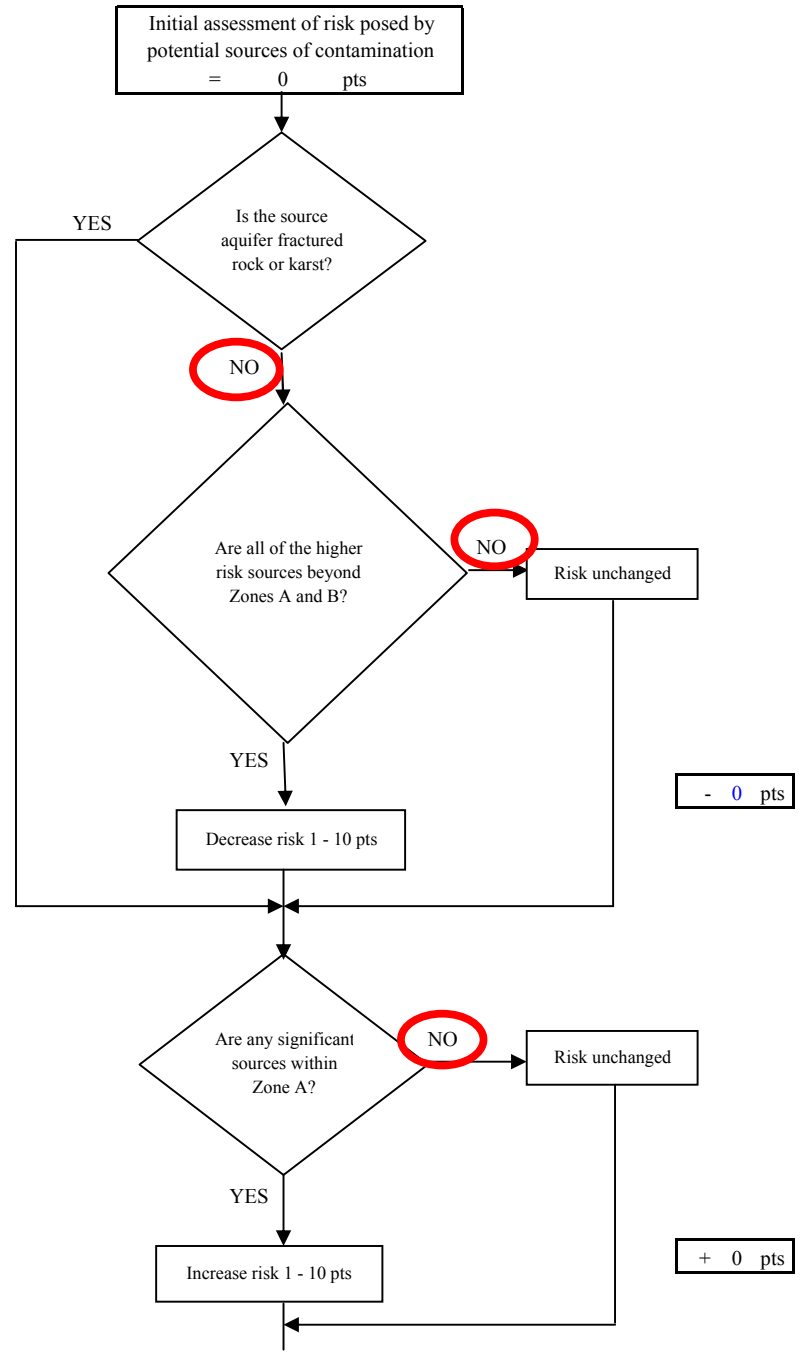 Initial assessment of risk posed by
potential sources of contamination
= 0 pts
YES
Is the source
aquifer fractured
rock or karst?
NO
Are all of the higher
risk sources beyond
Zones A and B?
NO
Risk unchanged
YES
- 0 pts
Decrease risk 1 - 10 pts
Are any significant
sources within
Zone A?
NO
Risk unchanged
YES
+ 0 pts
Increase risk 1 - 10 pts